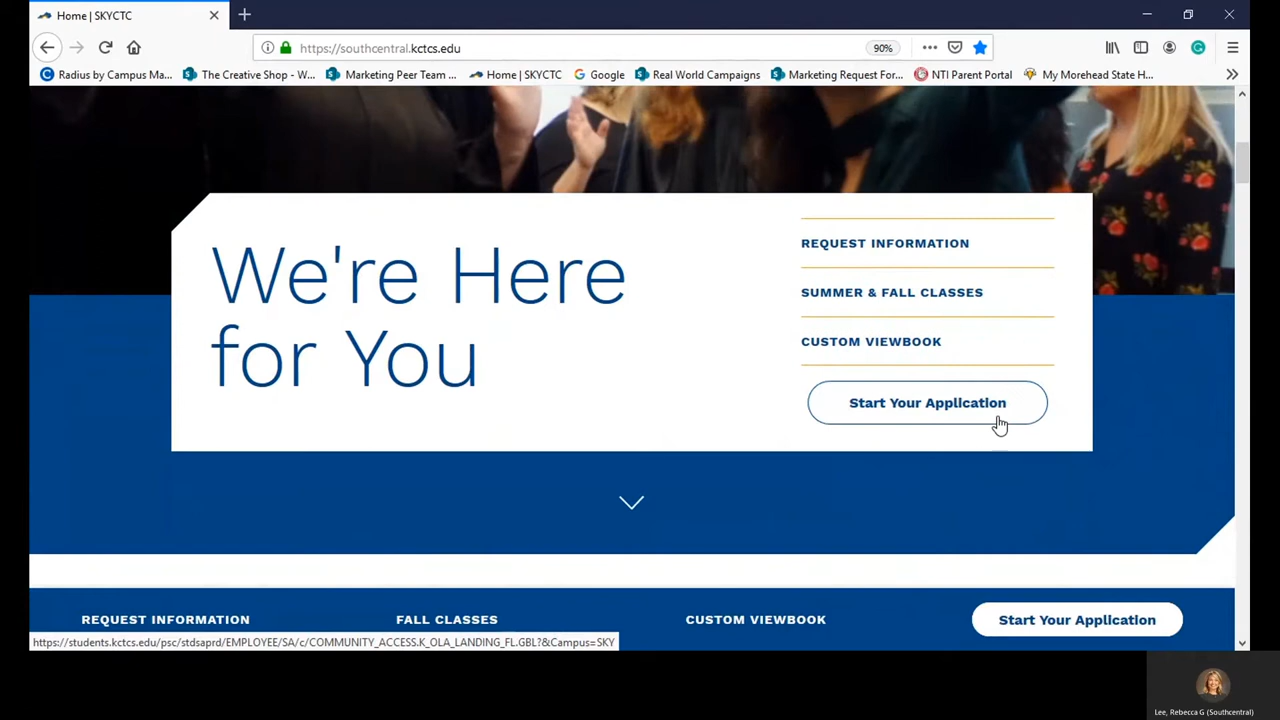 Home | SKYCTC
https://southcentral.kctcs.edu
90%
Radius by Campus Ma...
The Creative Shop - W...
Marketing Peer Team ...
Home | SKYCTC
Google
Real World Campaigns
Marketing Request For...
NTI Parent Portal
My Morehead State H...
We're Here
for You
REQUEST INFORMATION
SUMMER & FALL CLASSES
CUSTOM VIEWBOOK
Start Your Application
REQUEST INFORMATION
FALL CLASSES
CUSTOM VIEWBOOK
Start Your Application
https://students.kctcs.edu/psc/stdsaprd/EMPLOYEE/SA/c/COMMUNITY_ACCESS.K_OLA_LANDING_FL.GBL?&Campus=SKY
Lee, Rebecca G (Southcentral)